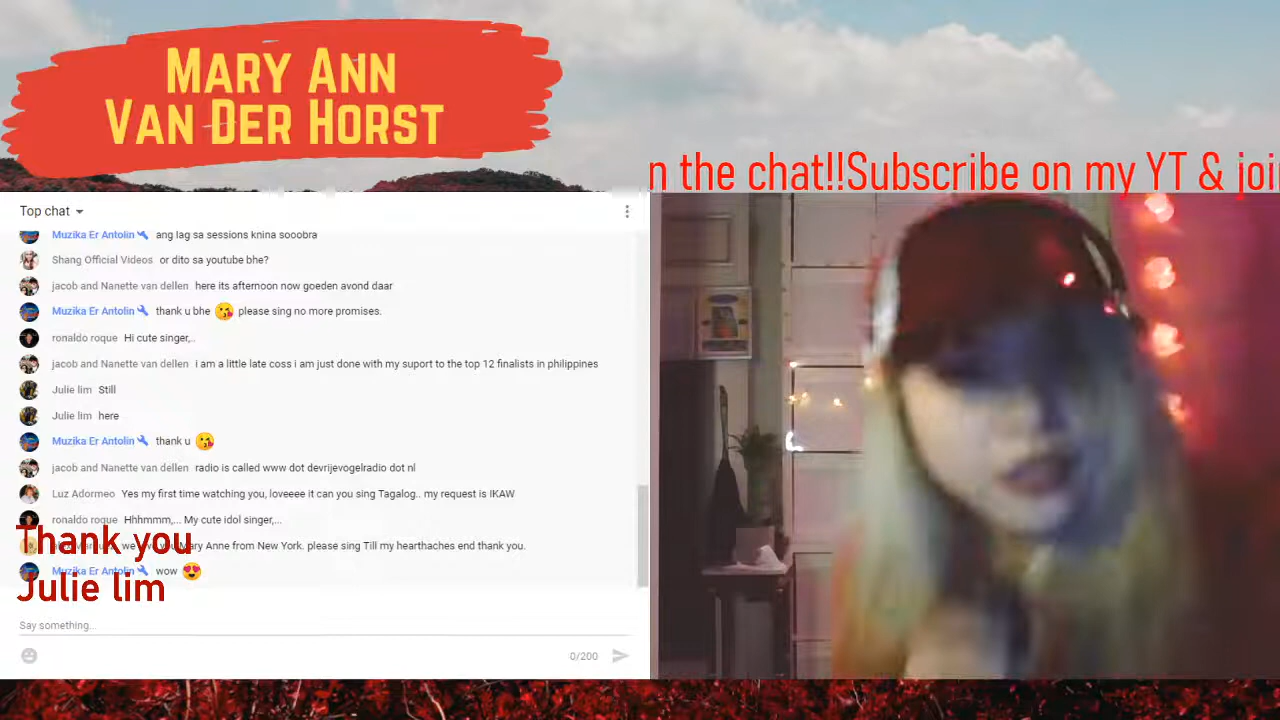 MARY ANN
VAN DER HORST
n the chat!!Subscribe on my YT & joi
Top chat
Muzika Er Antolin ang lag sa sessions knina sooobra
Shang Official Videos or dito sa youtube bhe?
jacob and Nanette van dellen here its afternoon now goeden avond daar
Muzika Er Antolin thank u bhe 😘 please sing no more promises.
ronaldo roque Hi cute singer,..
jacob and Nanette van dellen i am a little late coss i am just done with my suport to the top 12 finalists in philippines
Julie lim Still
Julie lim here
Muzika Er Antolin thank u 😘
jacob and Nanette van dellen radio is called www dot devrijevogelradio dot nl
Luz Adormeo Yes my first time watching you, loveeee it can you sing Tagalog.. my request is IKAW
ronaldo roque Hhhmmm,... My cute idol singer,...
Mary Anne from New York. please sing Till my hearthaches end thank you.
Muzika Er Antolin wow 😍
Thank you
Julie lim
Say something...
0/200